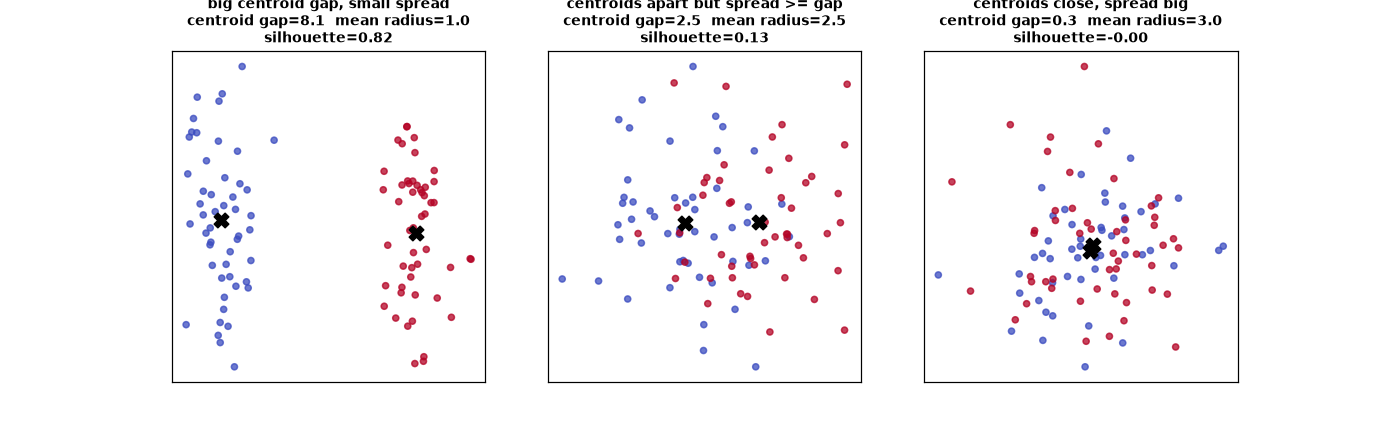 big centroid gap, small spread
centroid gap=8.1  mean radius=1.0
silhouette=0.82
centroids apart but spread >= gap
centroid gap=2.5  mean radius=2.5
silhouette=0.13
centroids close, spread big
centroid gap=0.3  mean radius=3.0
silhouette=-0.00